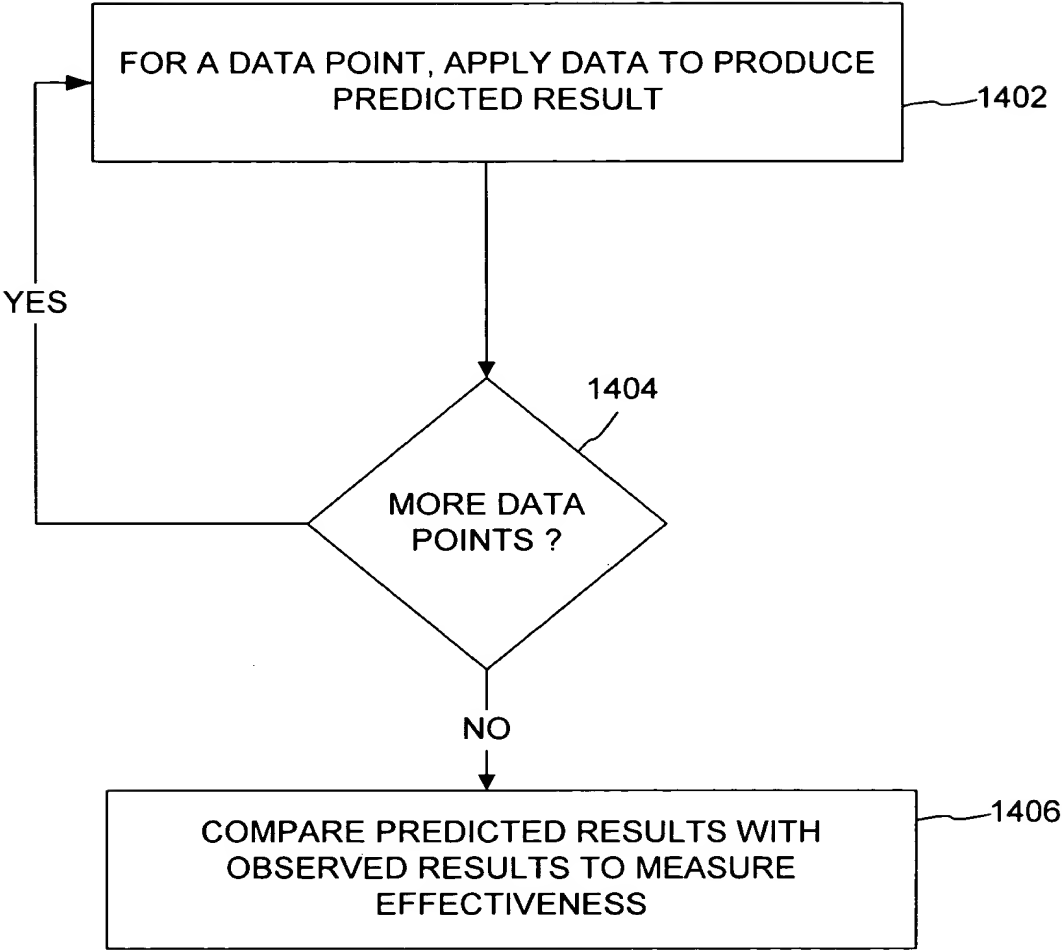 FOR A DATA POINT, APPLY DATA TO PRODUCE
PREDICTED RESULT
1402
YES
1404
MORE DATA
POINTS ?
NO
1406
COMPARE PREDICTED RESULTS WITH
OBSERVED RESULTS TO MEASURE
EFFECTIVENESS